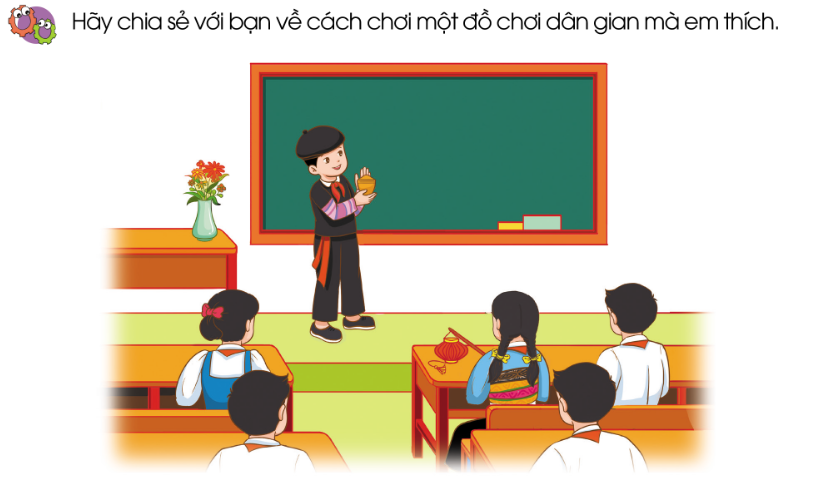 Hãy chia sẻ với bạn về cách chơi một đồ chơi dân gian mà em thích.